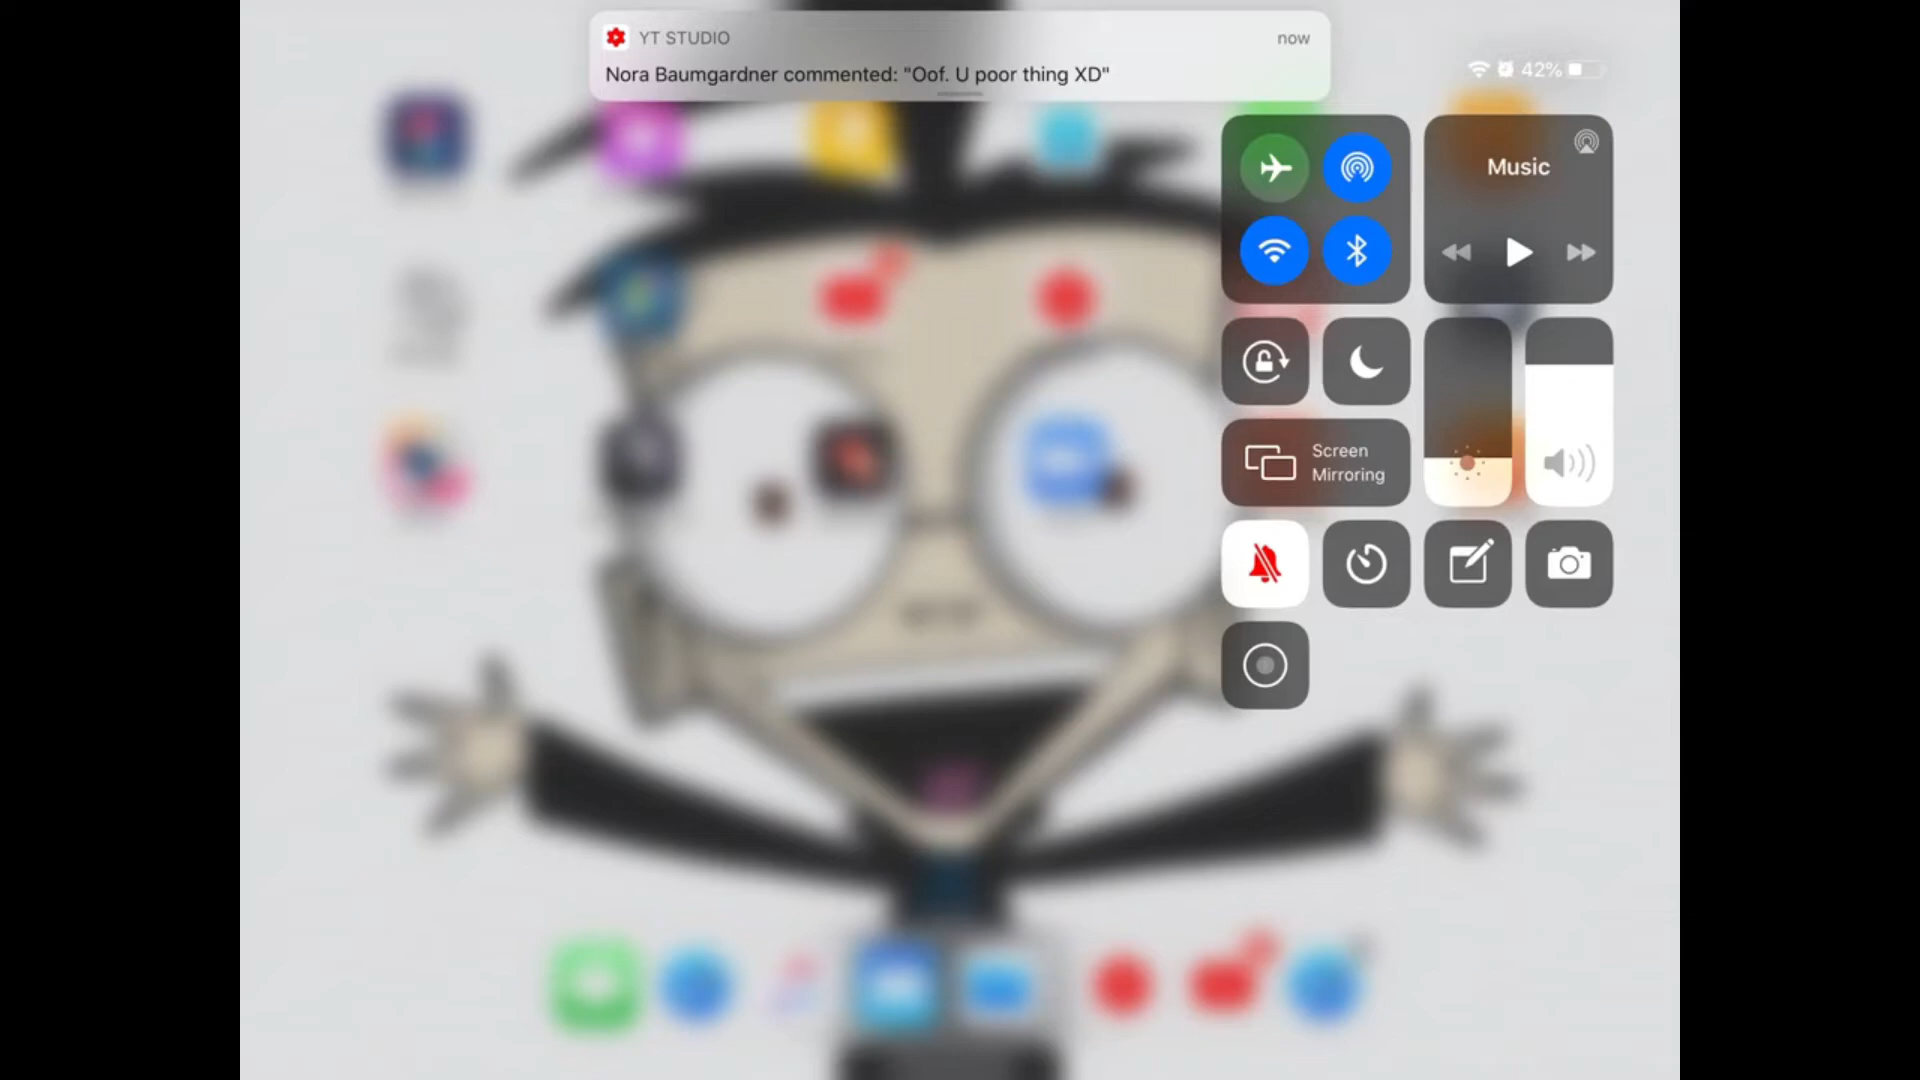 YT STUDIO
now
Nora Baumgardner commented: "Oof. U poor thing XD"
42%
Music
Screen
Mirroring